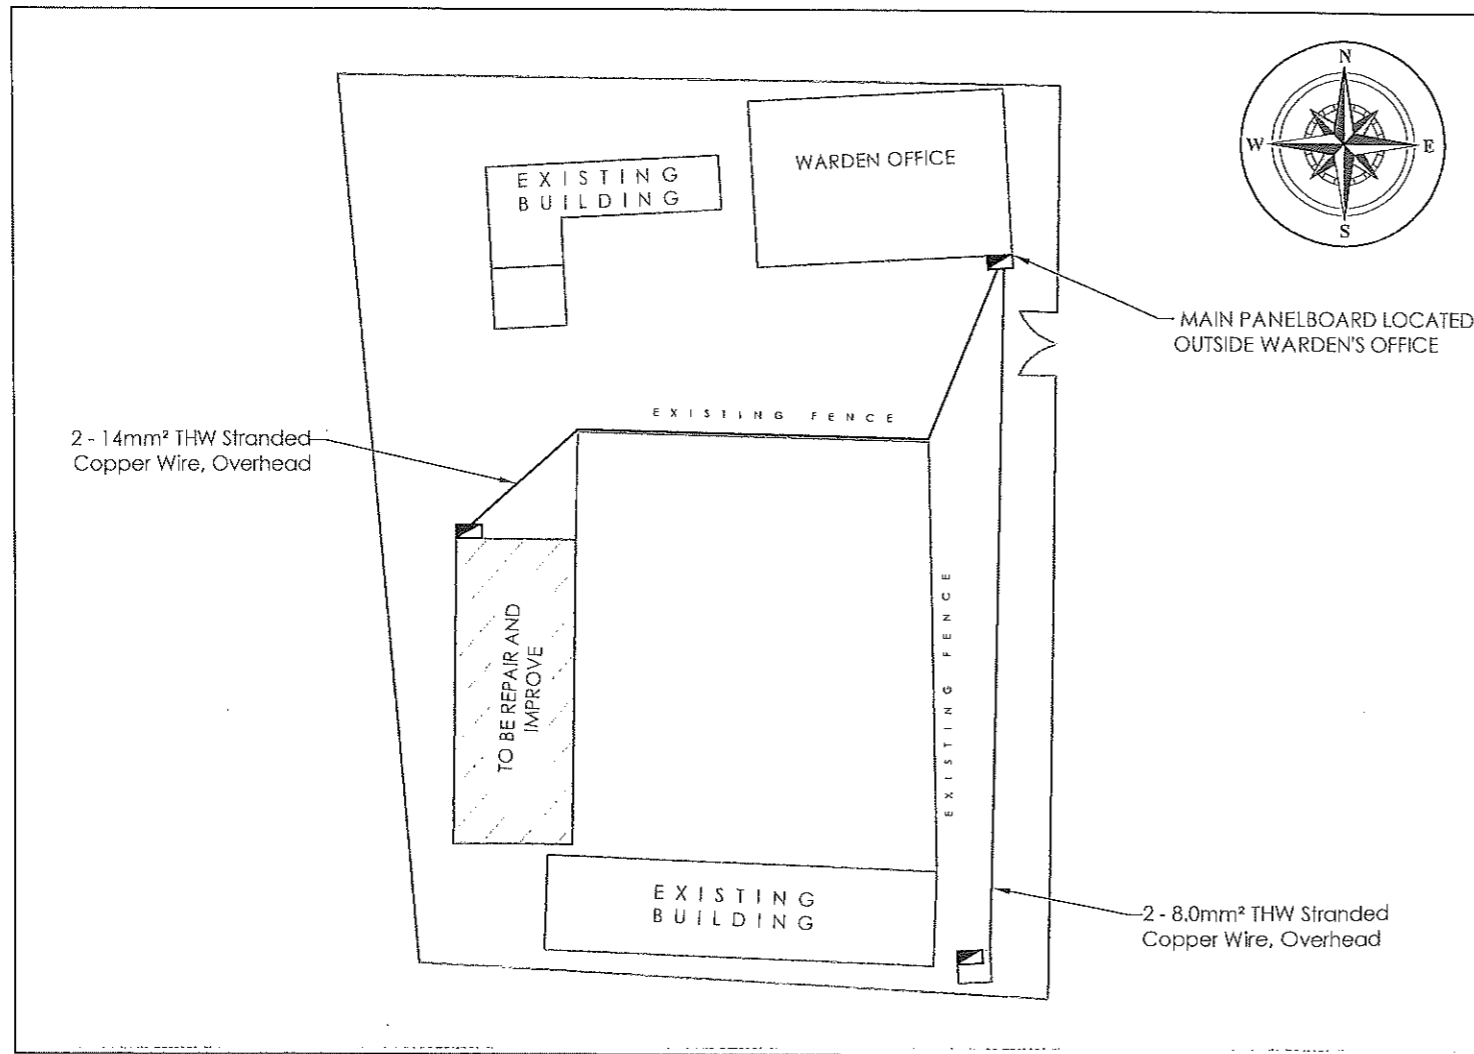 N
W
E
S
EXISTING
BUILDING
WARDEN OFFICE
MAIN PANELBOARD LOCATED
OUTSIDE WARDEN'S OFFICE
EXISTING FENCE
2 - 14mm² THW Stranded
Copper Wire, Overhead
TO BE REPAIR AND
IMPROVE
EXISTING FENCE
EXISTING
BUILDING
2 - 8.0mm² THW Stranded
Copper Wire, Overhead